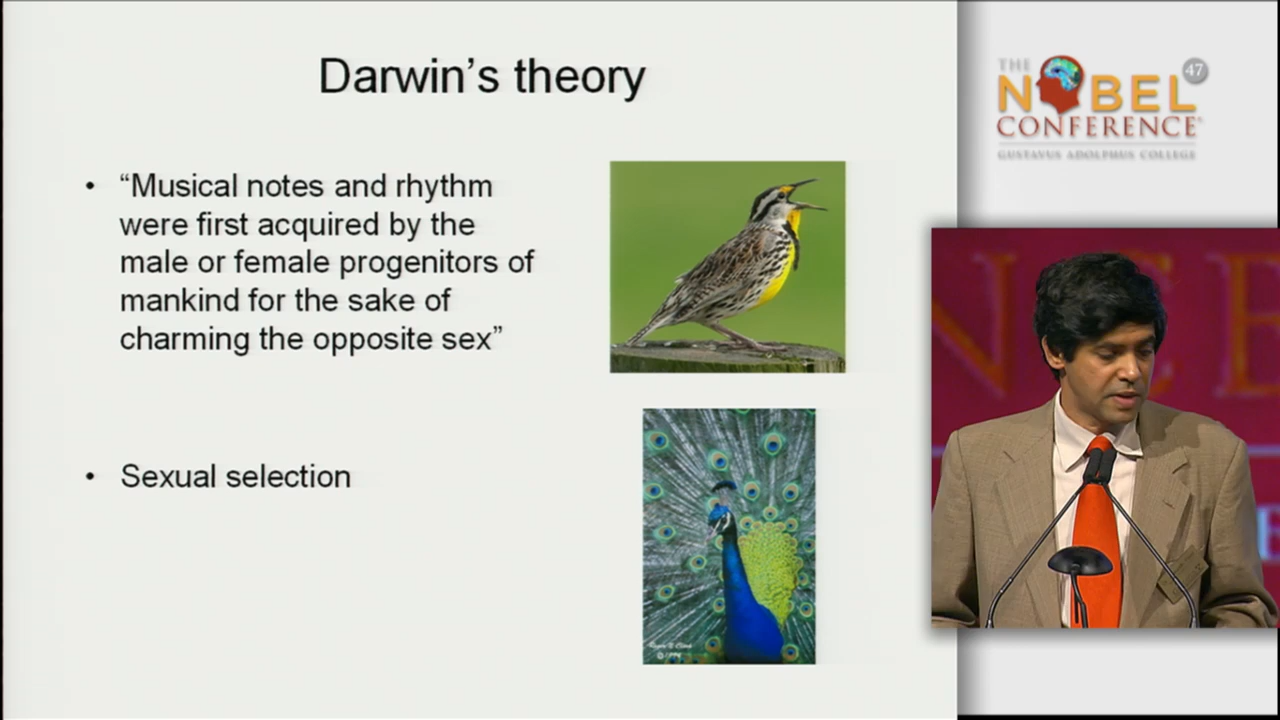 Darwin's theory
• “Musical notes and rhythm
were first acquired by the
male or female progenitors of
mankind for the sake of
charming the opposite sex”
• Sexual selection
THE
NOBEL
47
CONFERENCE
GUSTAVUS ADOLPHUS COLLEGE